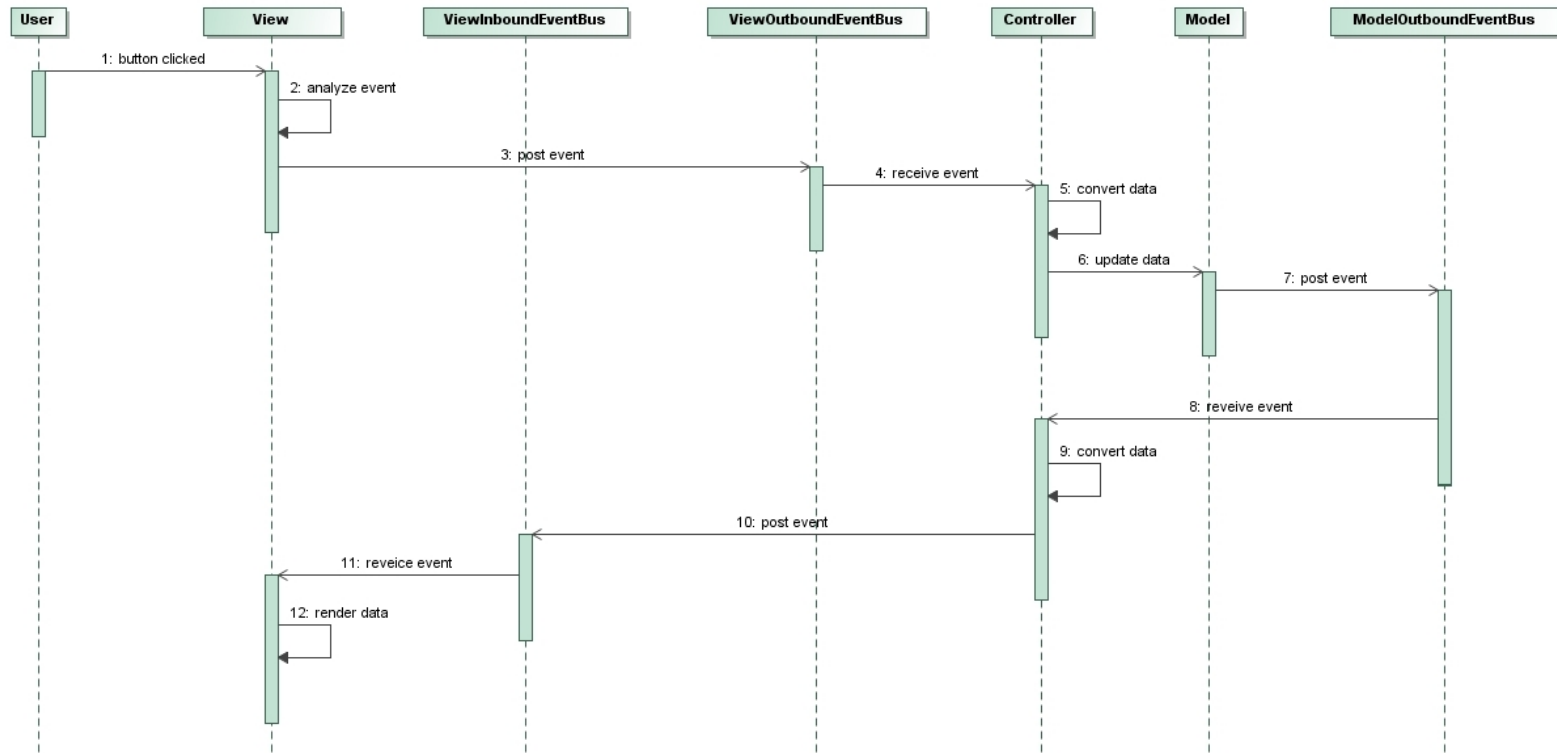 User
View
ViewInboundEventBus
ViewOutboundEventBus
Controller
Model
ModelOutboundEventBus
1: button clicked
2: analyze event
3: post event
4: receive event
5: convert data
6: update data
7: post event
8: reveive event
9: convert data
10: post event
11: reveice event
12: render data